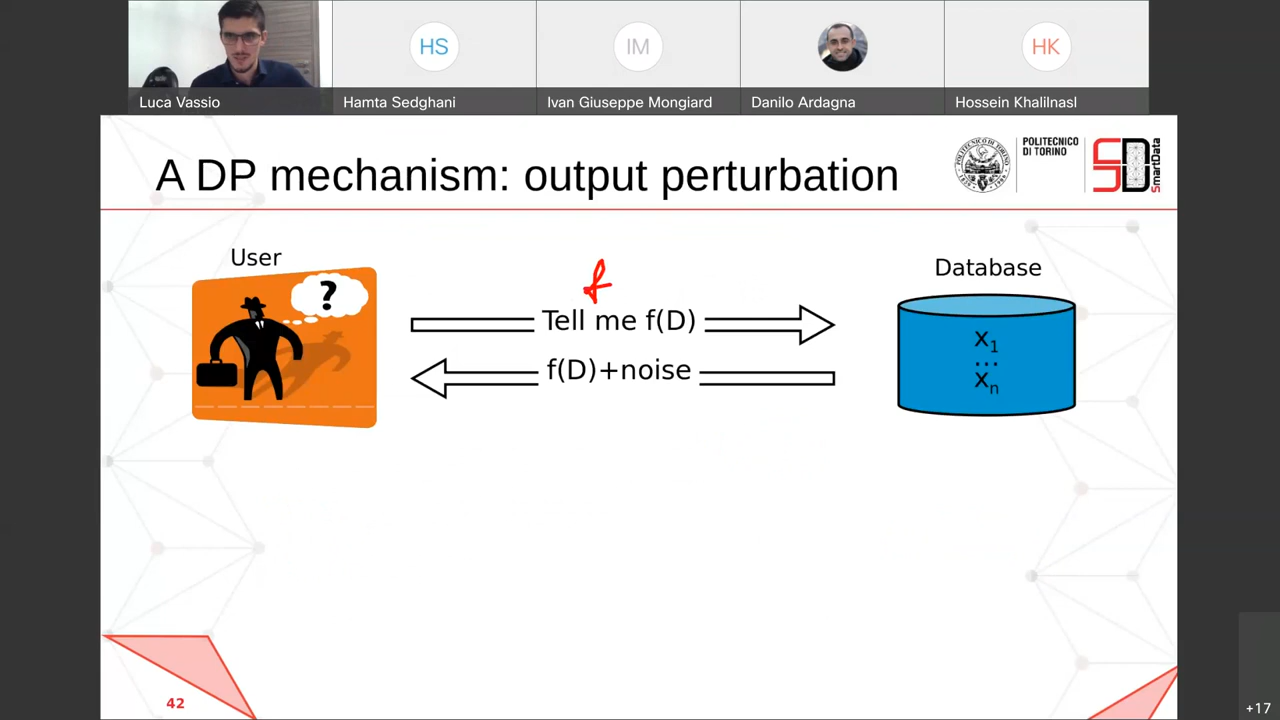 HS
IM
HK
Luca Vassio
Hamta Sedghani
Ivan Giuseppe Mongiard
Danilo Ardagna
Hossein Khalilnasl
A DP mechanism: output perturbation
POLITECNICO
DI TORINO
SD
SmartData
User
?
f
Tell me f(D)
f(D)+noise
Database
x1
...
xn
42
+17